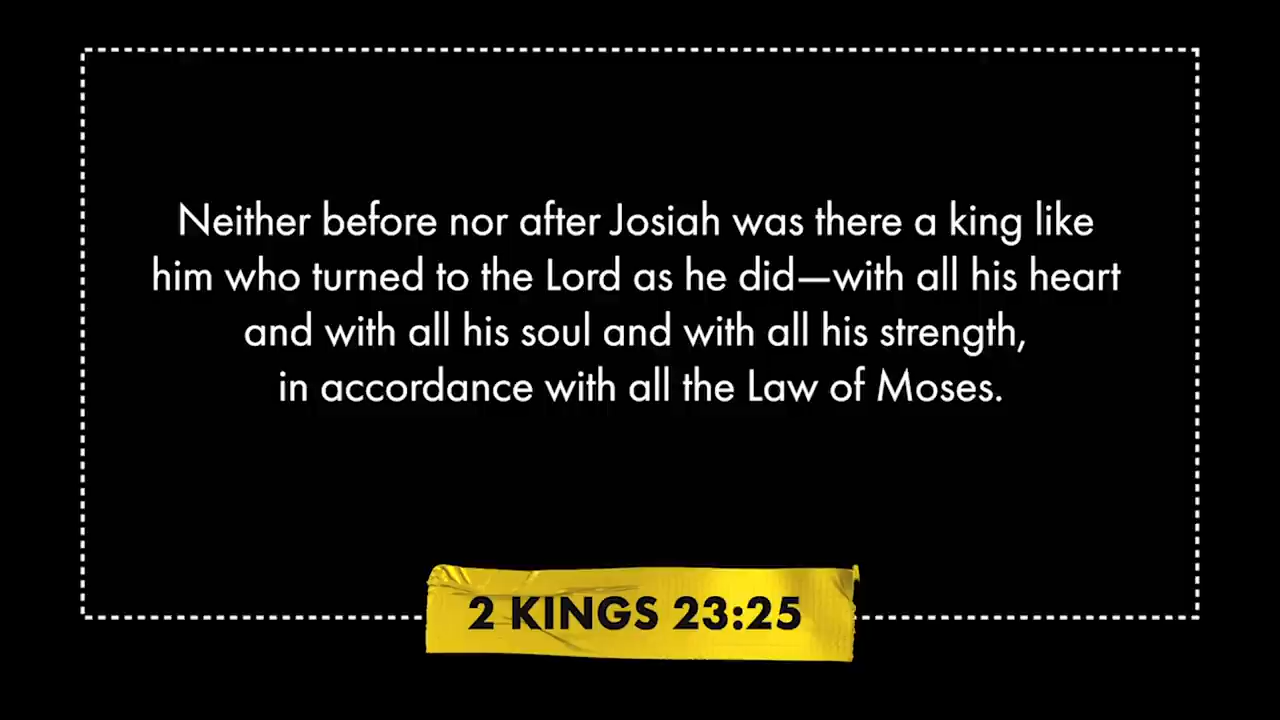 Neither before nor after Josiah was there a king like
him who turned to the Lord as he did—with all his heart
and with all his soul and with all his strength,
in accordance with all the Law of Moses.
2 KINGS 23:25